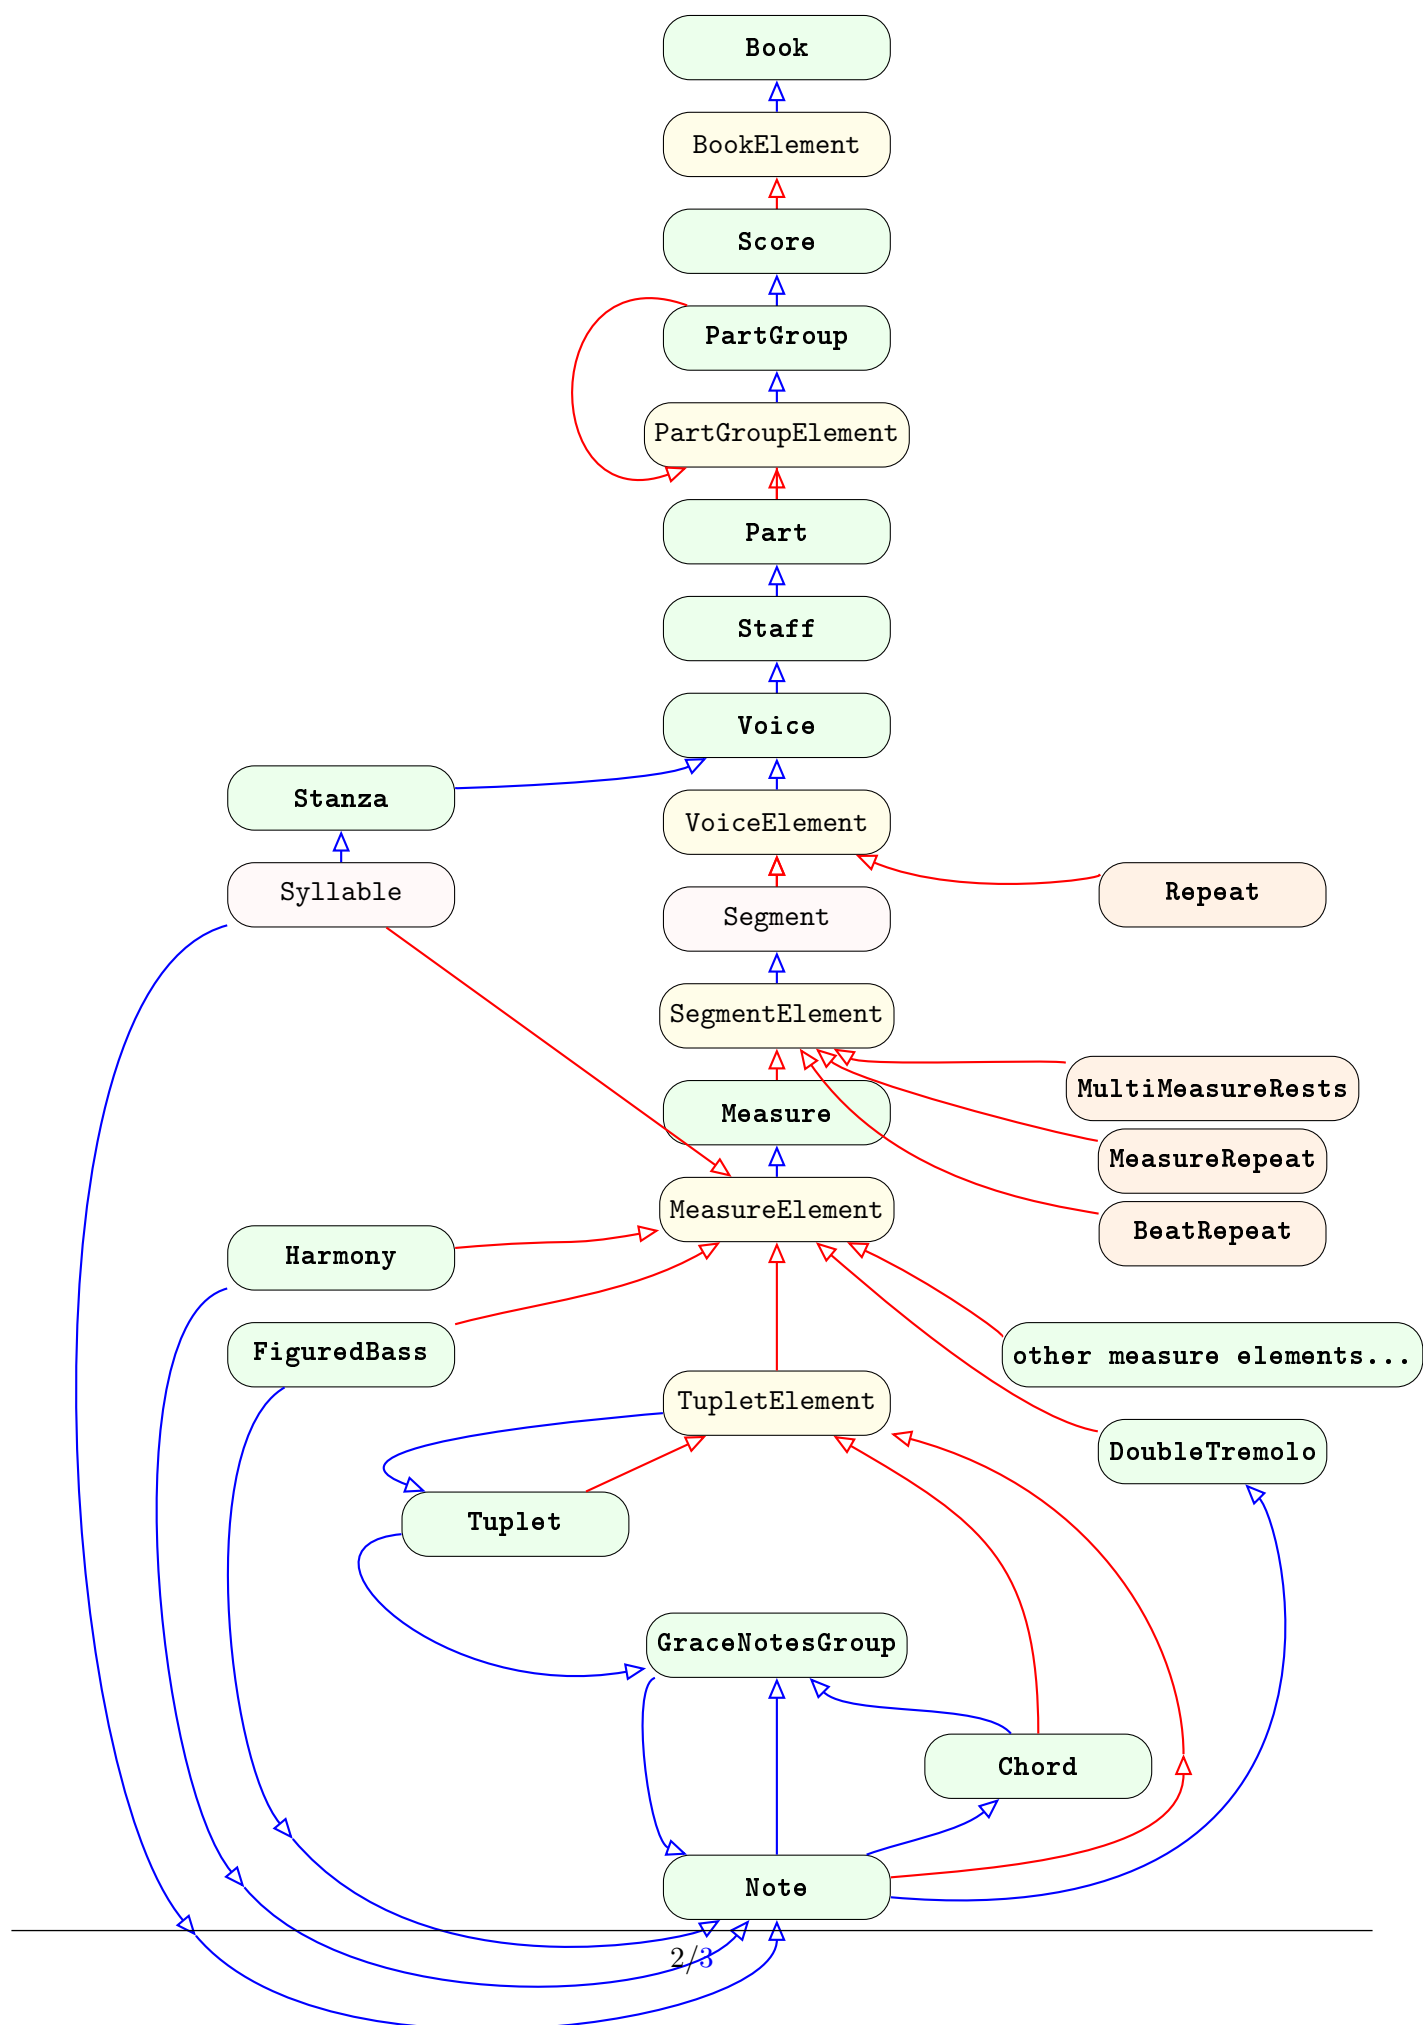 Book
BookElement
Score
PartGroup
PartGroupElement
Part
Staff
Voice
Stanza
VoiceElement
Syllable
Repeat
Segment
SegmentElement
MultiMeasureRests
Measure
MeasureRepeat
MeasureElement
BeatRepeat
Harmony
FiguredBass
other measure elements...
TupletElement
DoubleTremolo
Tuplet
GraceNotesGroup
Chord
Note
2/3